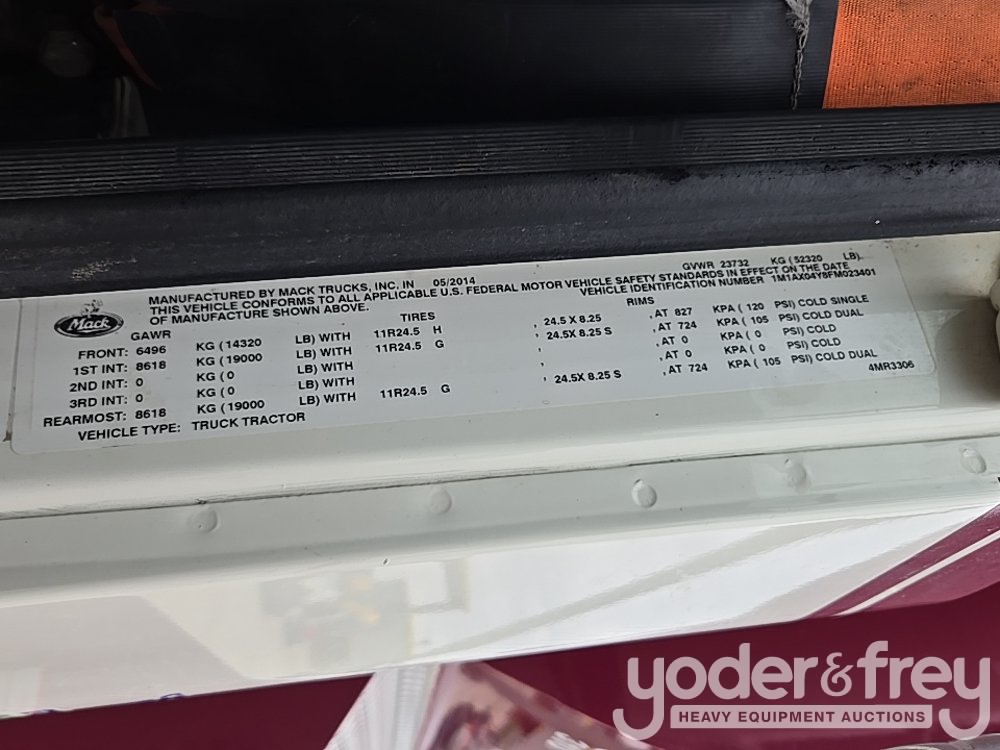 GVWR 23732 KG ( 52320 LB).
MANUFACTURED BY MACK TRUCKS, INC. IN 05/2014
THIS VEHICLE CONFORMS TO ALL APPLICABLE U.S. FEDERAL MOTOR VEHICLE SAFETY STANDARDS IN EFFECT ON THE DATE
OF MANUFACTURE SHOWN ABOVE. VEHICLE IDENTIFICATION NUMBER 1M1AX04Y8FM023401
Mack
GAWR TIRES RIMS
FRONT: 6496 KG ( 14320 LB) WITH 11R24.5 H , 24.5 X 8.25 , AT 827 KPA ( 120 PSI) COLD SINGLE
1ST INT: 8618 KG ( 19000 LB) WITH 11R24.5 G , 24.5X 8.25 S , AT 724 KPA ( 105 PSI) COLD DUAL
2ND INT: 0 KG ( 0 LB) WITH , , AT 0 KPA ( 0 PSI) COLD
3RD INT: 0 KG ( 0 LB) WITH , , AT 0 KPA ( 0 PSI) COLD
REARMOST: 8618 KG ( 19000 LB) WITH 11R24.5 G , 24.5X 8.25 S , AT 724 KPA ( 105 PSI) COLD DUAL
VEHICLE TYPE: TRUCK TRACTOR 4MR3306
yoder&frey
HEAVY EQUIPMENT AUCTIONS